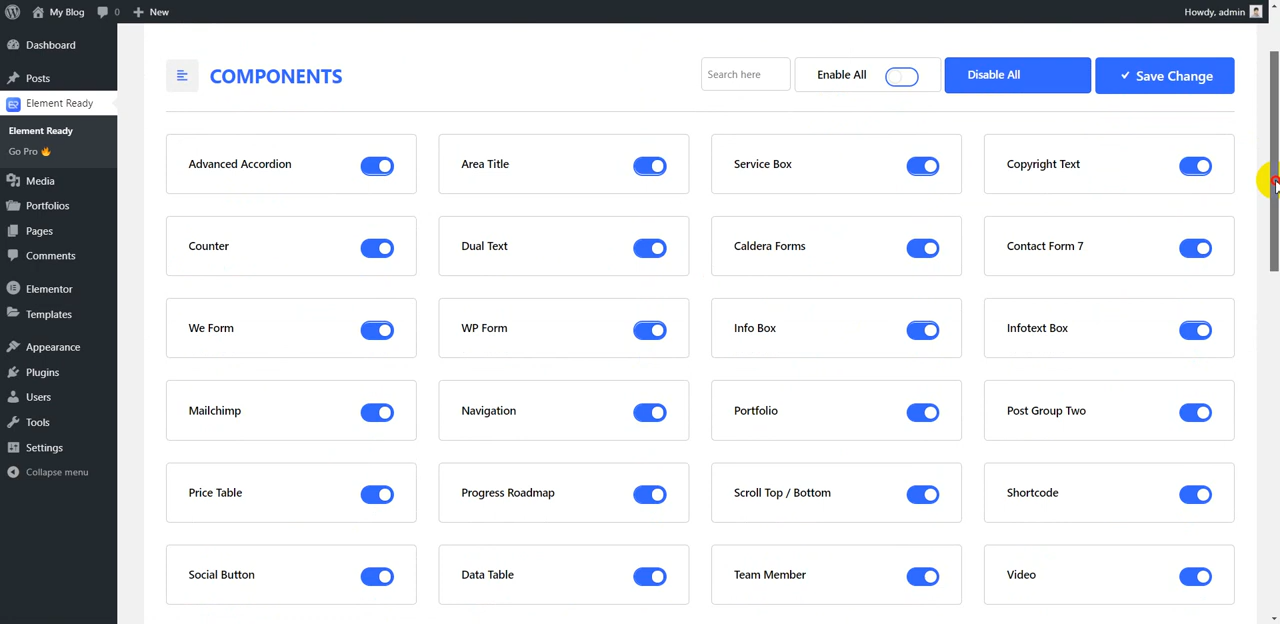 My Blog 0 New Howdy, admin
Dashboard
Posts
Element Ready
Element Ready
Go Pro
Media
Portfolios
Pages
Comments
Elementor
Templates
Appearance
Plugins
Users
Tools
Settings
Collapse menu
COMPONENTS Search here Enable All Disable All ✓ Save Change
Advanced Accordion Area Title Service Box Copyright Text
Counter Dual Text Caldera Forms Contact Form 7
We Form WP Form Info Box Infotext Box
Mailchimp Navigation Portfolio Post Group Two
Price Table Progress Roadmap Scroll Top / Bottom Shortcode
Social Button Data Table Team Member Video